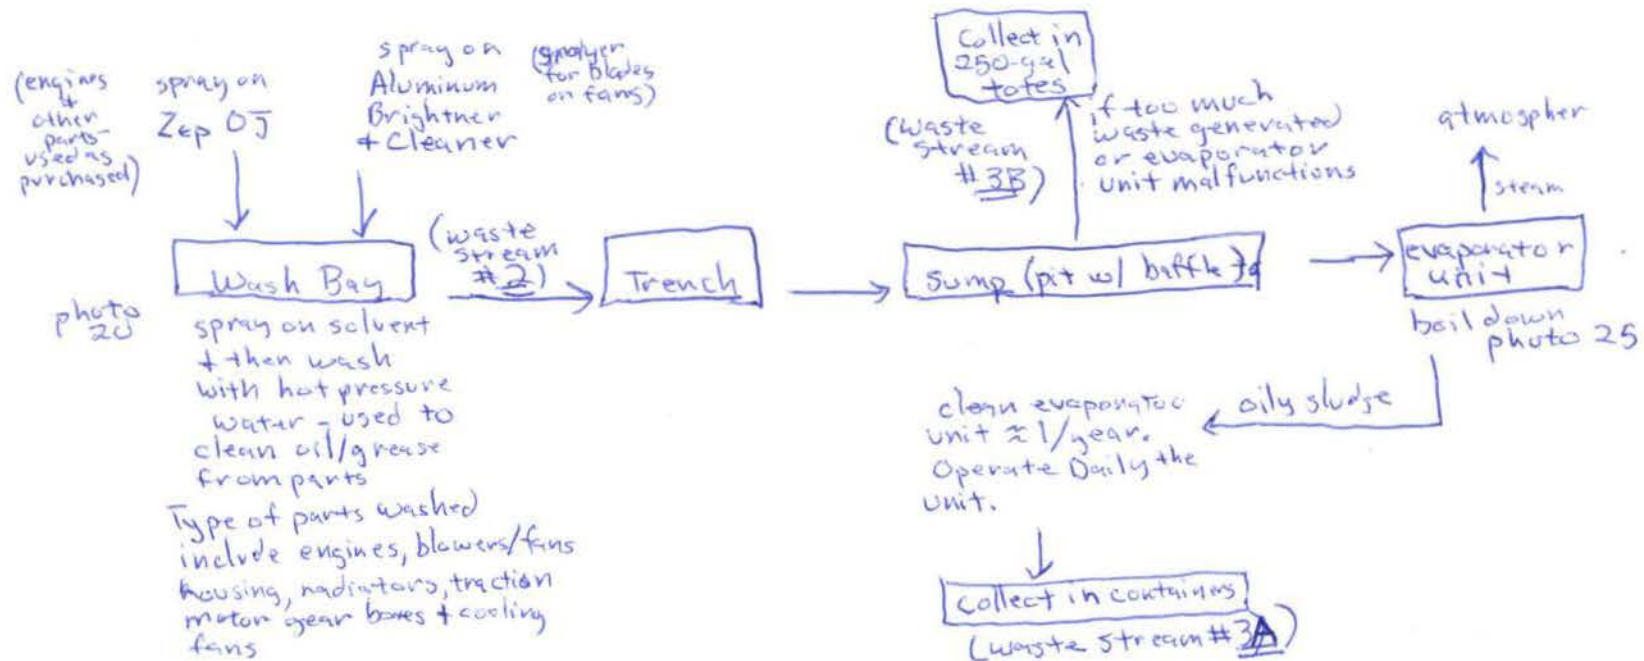 (engines
+
other
parts-
used as
purchased)
spray on
Zep OJ
spray on
Aluminum
Brightner
+ Cleaner
for blades
on fans)
Wash Bay
photo
20
spray on solvent
+ then wash
with hot pressure
water - used to
clean oil/grease
from parts
Type of parts washed
include engines, blowers/fans
housing, radiators, traction
motor gear boxes + cooling
fans
(waste
stream
#2)
Trench
Sump (pit w/ baffle
Collect in
250-gal
totes
(waste
stream
#3B)
if too much
waste generated
or evaporator
unit malfunctions
atmospher
steam
evaporator
unit
boil down
photo 25
oily sludge
clean evaporator
unit ≈ 1/year.
Operate Daily the
unit.
Collect in containers
(waste stream #3A)